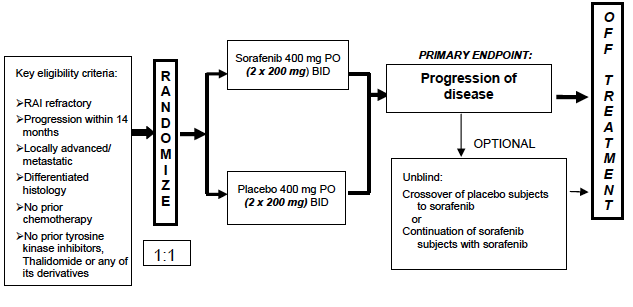 Key eligibility criteria:
➢RAI refractory
➢Progression within 14
months
➢Locally advanced/
metastatic
➢Differentiated
histology
➢No prior
chemotherapy
➢No prior tyrosine
kinase inhibitors,
Thalidomide or any of
its derivatives
RANDOMIZE
1:1
Sorafenib 400 mg PO
(2 x 200 mg) BID
Placebo 400 mg PO
(2 x 200 mg) BID
PRIMARY ENDPOINT:
Progression of
disease
OPTIONAL
Unblind:
Crossover of placebo subjects
to sorafenib
or
Continuation of sorafenib
subjects with sorafenib
OFF TREATMENT